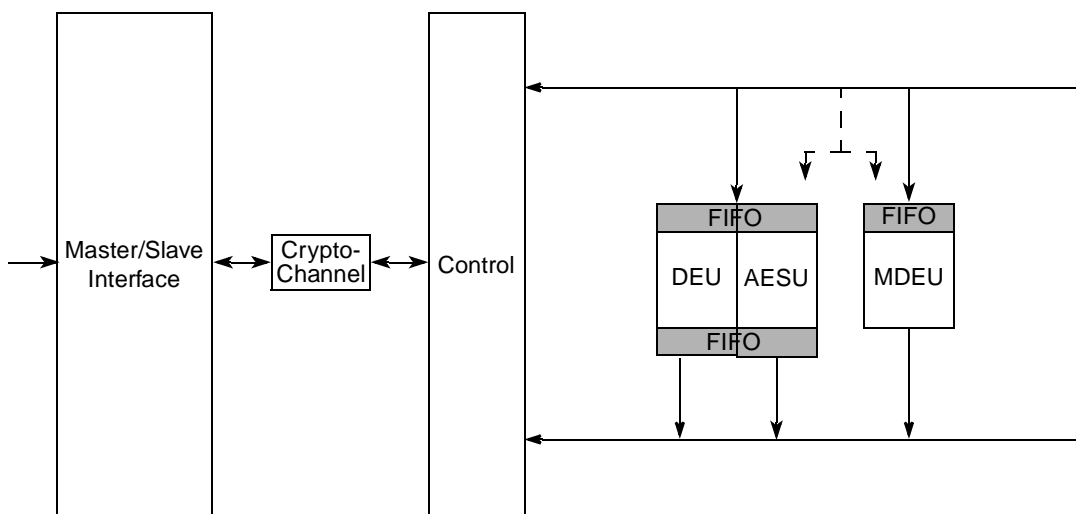 Master/Slave
Interface
Crypto-
Channel
Control
FIFO
DEU
AESU
FIFO
FIFO
MDEU